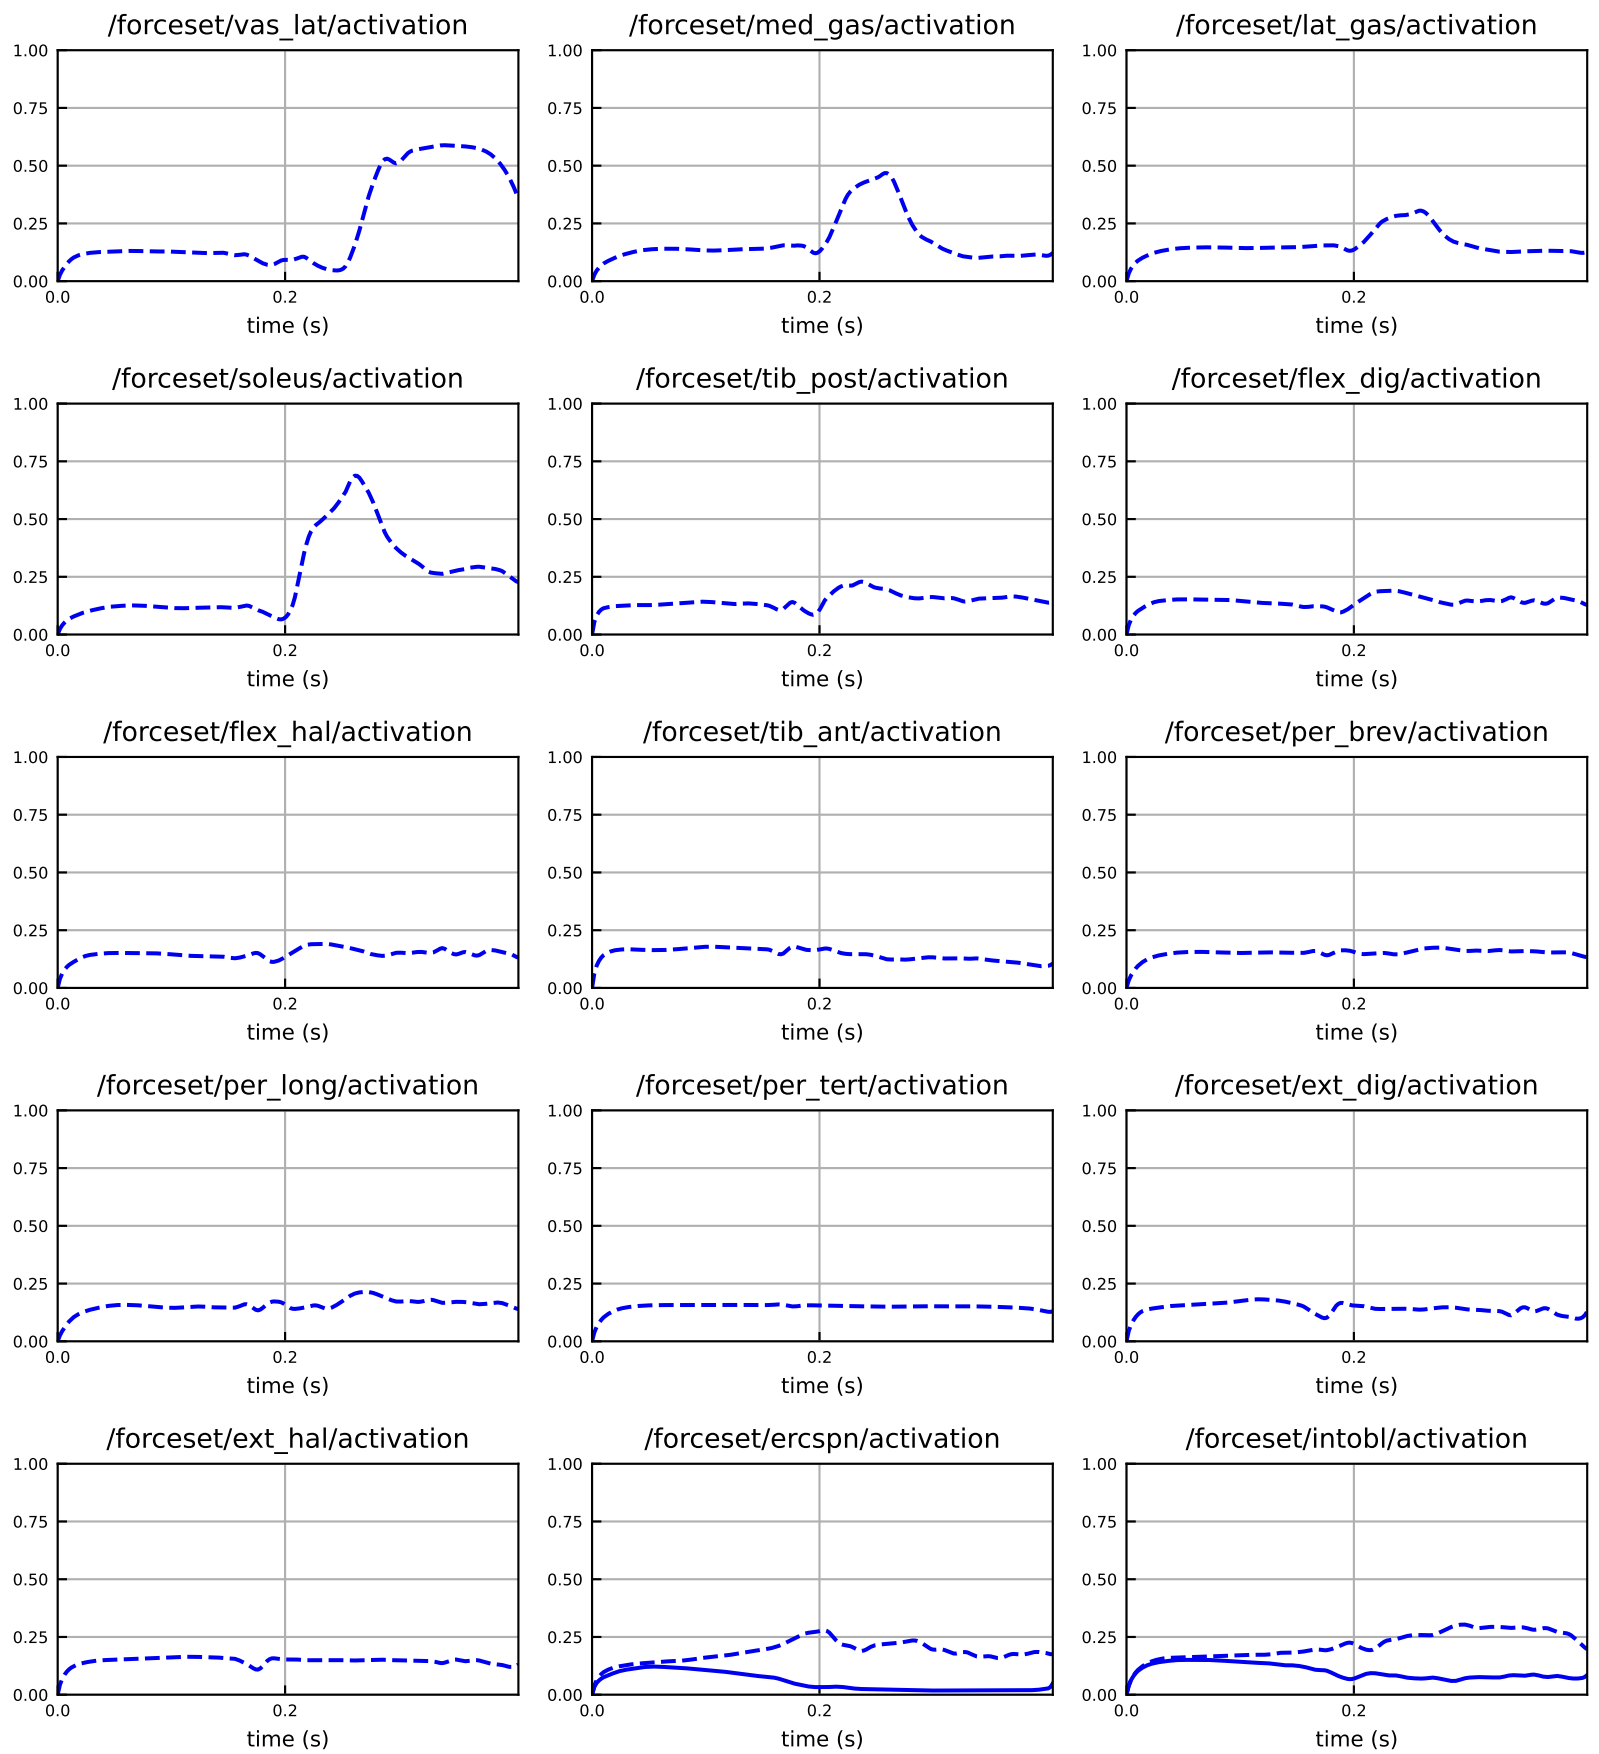 /forceset/vas_lat/activation /forceset/med_gas/activation /forceset/lat_gas/activation
1.00 1.00 1.00
0.75 0.75 0.75
0.50 0.50 0.50
0.25 0.25 0.25
0.00 0.00 0.00
0.0 0.2 0.0 0.2 0.0 0.2
time (s) time (s) time (s)
/forceset/soleus/activation /forceset/tib_post/activation /forceset/flex_dig/activation
1.00 1.00 1.00
0.75 0.75 0.75
0.50 0.50 0.50
0.25 0.25 0.25
0.00 0.00 0.00
0.0 0.2 0.0 0.2 0.0 0.2
time (s) time (s) time (s)
/forceset/flex_hal/activation /forceset/tib_ant/activation /forceset/per_brev/activation
1.00 1.00 1.00
0.75 0.75 0.75
0.50 0.50 0.50
0.25 0.25 0.25
0.00 0.00 0.00
0.0 0.2 0.0 0.2 0.0 0.2
time (s) time (s) time (s)
/forceset/per_long/activation /forceset/per_tert/activation /forceset/ext_dig/activation
1.00 1.00 1.00
0.75 0.75 0.75
0.50 0.50 0.50
0.25 0.25 0.25
0.00 0.00 0.00
0.0 0.2 0.0 0.2 0.0 0.2
time (s) time (s) time (s)
/forceset/ext_hal/activation /forceset/ercspn/activation /forceset/intobl/activation
1.00 1.00 1.00
0.75 0.75 0.75
0.50 0.50 0.50
0.25 0.25 0.25
0.00 0.00 0.00
0.0 0.2 0.0 0.2 0.0 0.2
time (s) time (s) time (s)